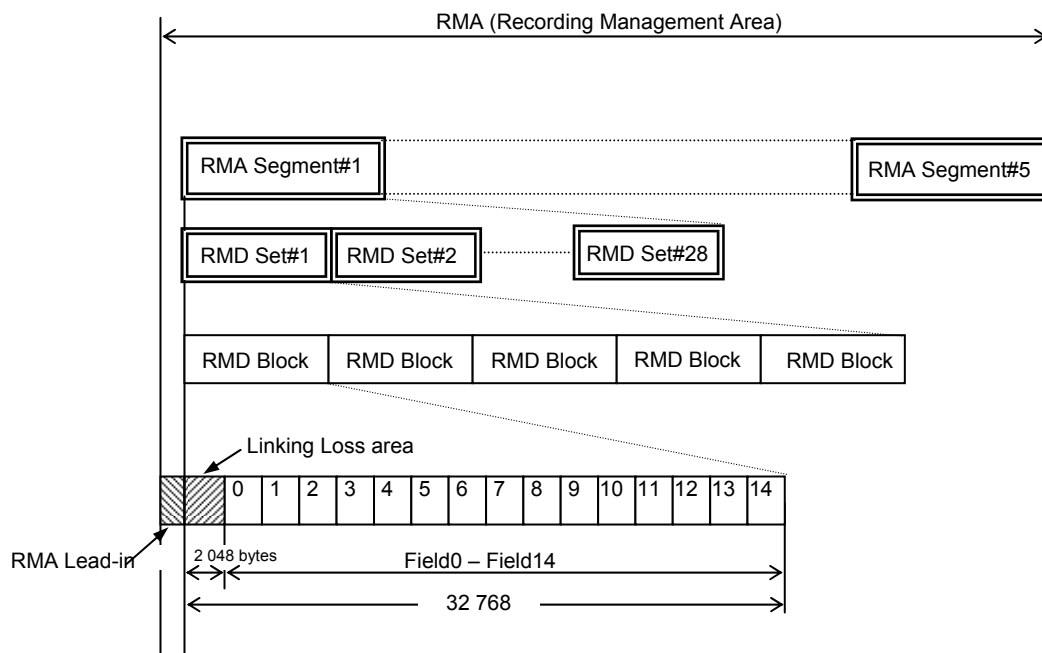 RMA (Recording Management Area)
RMA Segment#1
RMA Segment#5
RMD Set#1
RMD Set#2
RMD Set#28
RMD Block
RMD Block
RMD Block
RMD Block
RMD Block
Linking Loss area
0 1 2 3 4 5 6 7 8 9 10 11 12 13 14
RMA Lead-in
2 048 bytes
Field0 – Field14
32 768